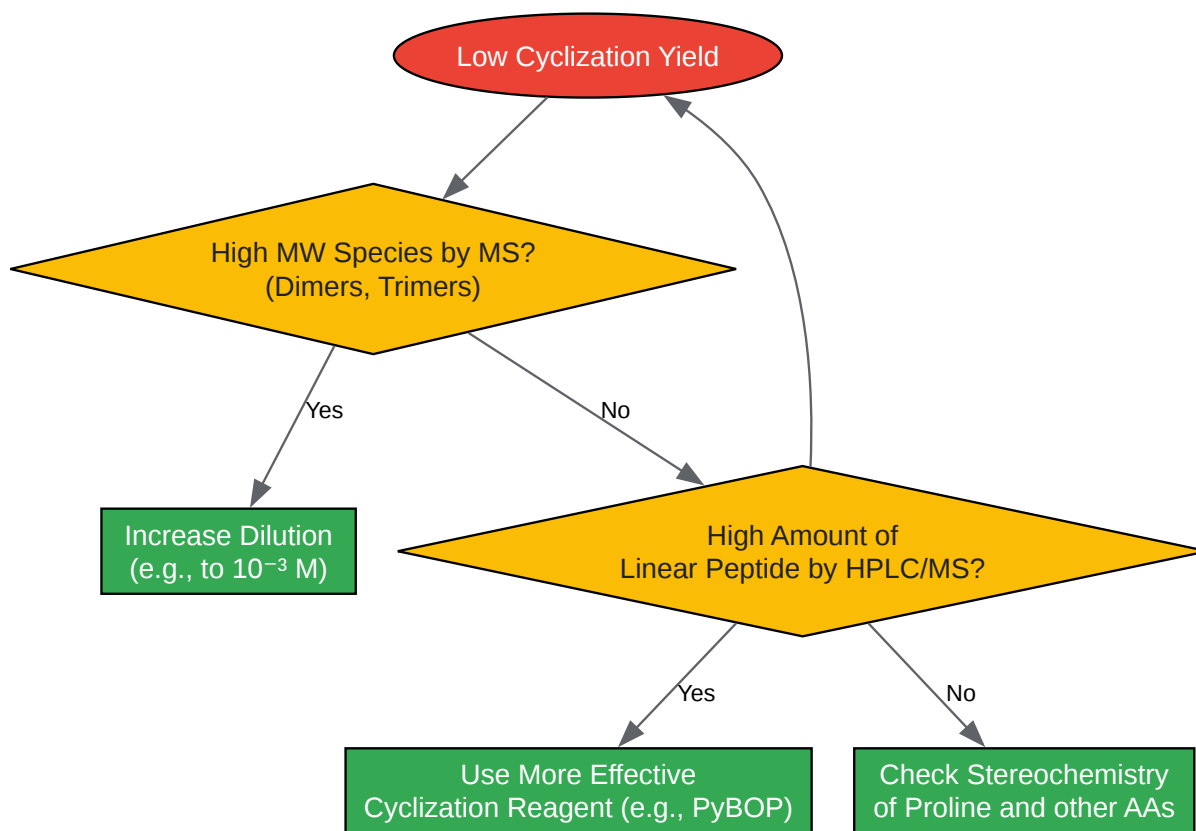 Low Cyclization Yield
High MW Species by MS?
(Dimers, Trimers)
Yes
No
Increase Dilution
(e.g., to 10⁻³ M)
High Amount of
Linear Peptide by HPLC/MS?
Yes
No
Use More Effective
Cyclization Reagent (e.g., PyBOP)
Check Stereochemistry
of Proline and other AAs